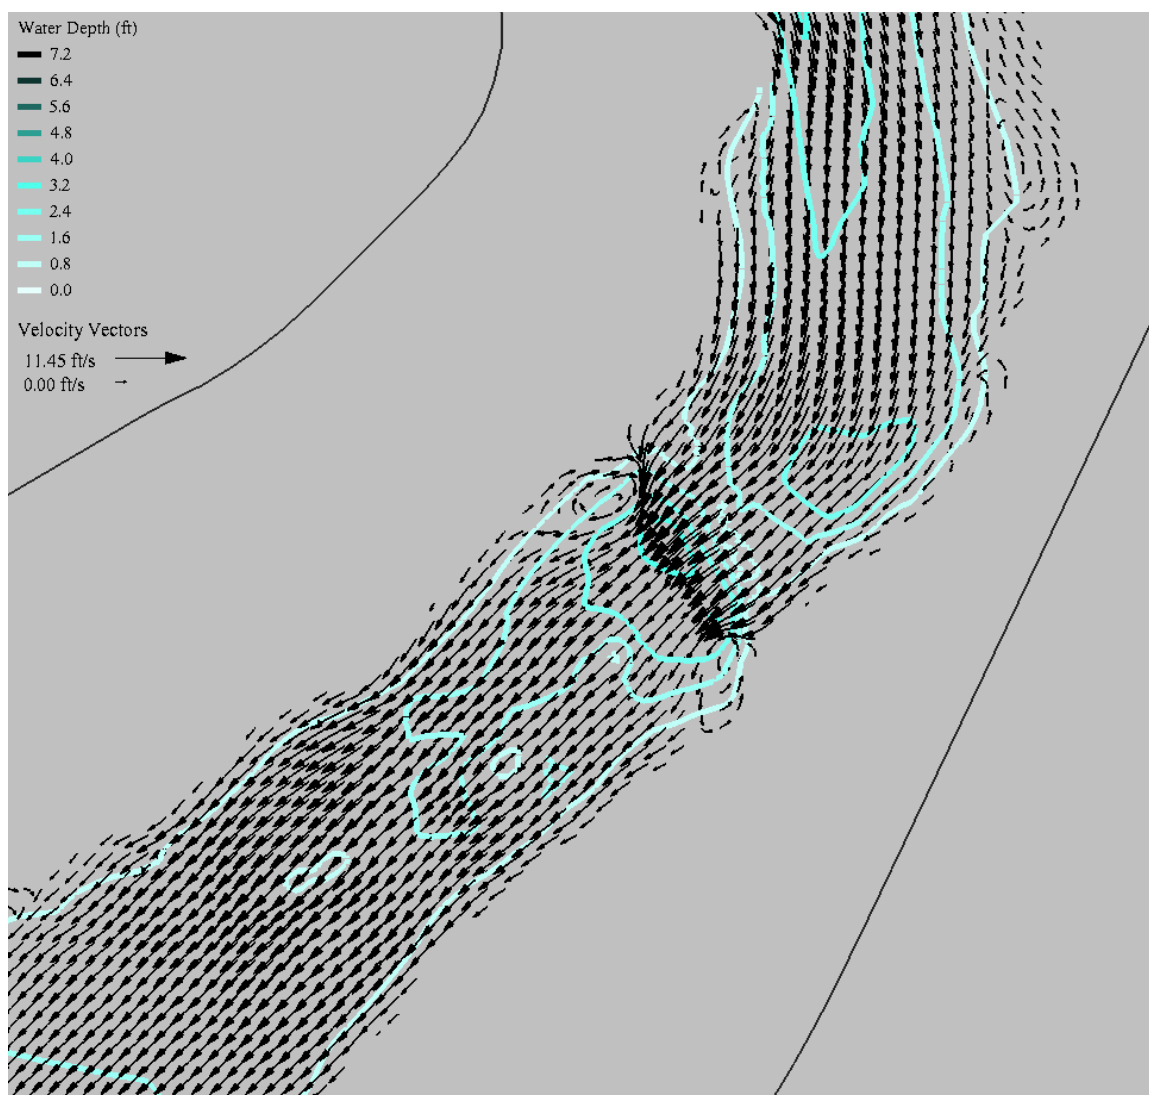 Water Depth (ft)
7.2
6.4
5.6
4.8
4.0
3.2
2.4
1.6
0.8
0.0
Velocity Vectors
11.45 ft/s
0.00 ft/s